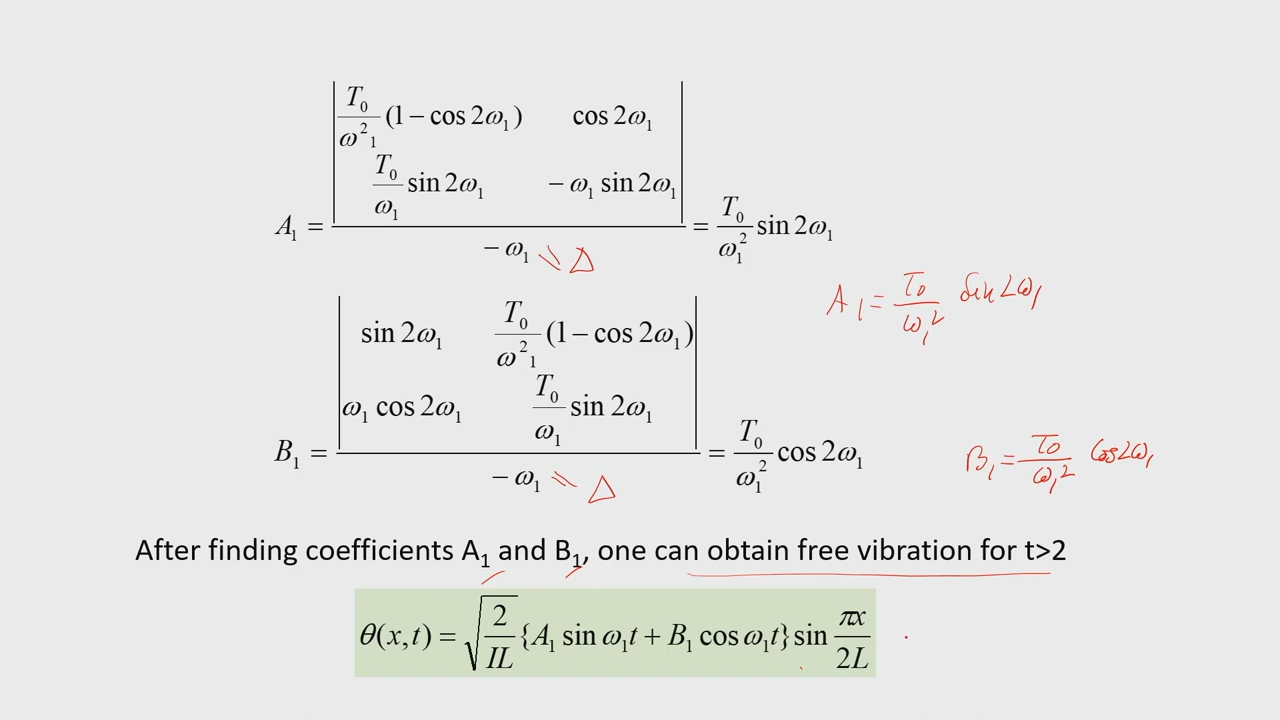 A₁ = | T₀/ω²₁ (1 − cos 2ω₁)   cos 2ω₁ ; T₀/ω₁ sin 2ω₁   − ω₁ sin 2ω₁ | / − ω₁ = T₀/ω₁² sin 2ω₁
= Δ
A₁ = T₀/ω₁² sin 2ω₁
B₁ = | sin 2ω₁   T₀/ω²₁ (1 − cos 2ω₁) ; ω₁ cos 2ω₁   T₀/ω₁ sin 2ω₁ | / − ω₁ = T₀/ω₁² cos 2ω₁
= Δ
B₁ = T₀/ω₁² cos 2ω₁
After finding coefficients A₁ and B₁, one can obtain free vibration for t>2
θ(x,t) = √(2/IL) {A₁ sin ω₁t + B₁ cos ω₁t} sin πx/2L